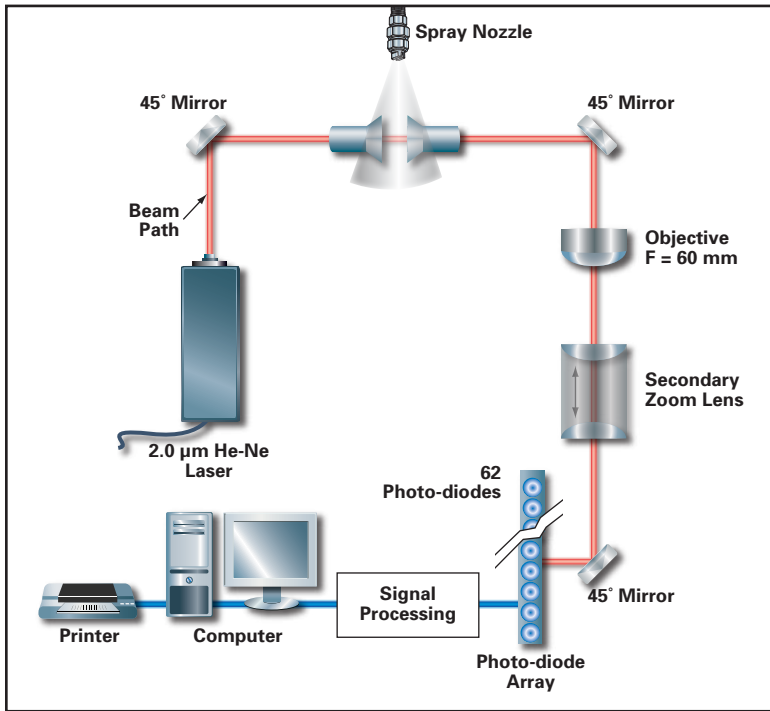 Spray Nozzle
45° Mirror
45° Mirror
Beam
Path
Objective
F = 60 mm
Secondary
Zoom Lens
2.0 µm He-Ne
Laser
62
Photo-diodes
45° Mirror
Signal
Processing
Printer
Computer
Photo-diode
Array